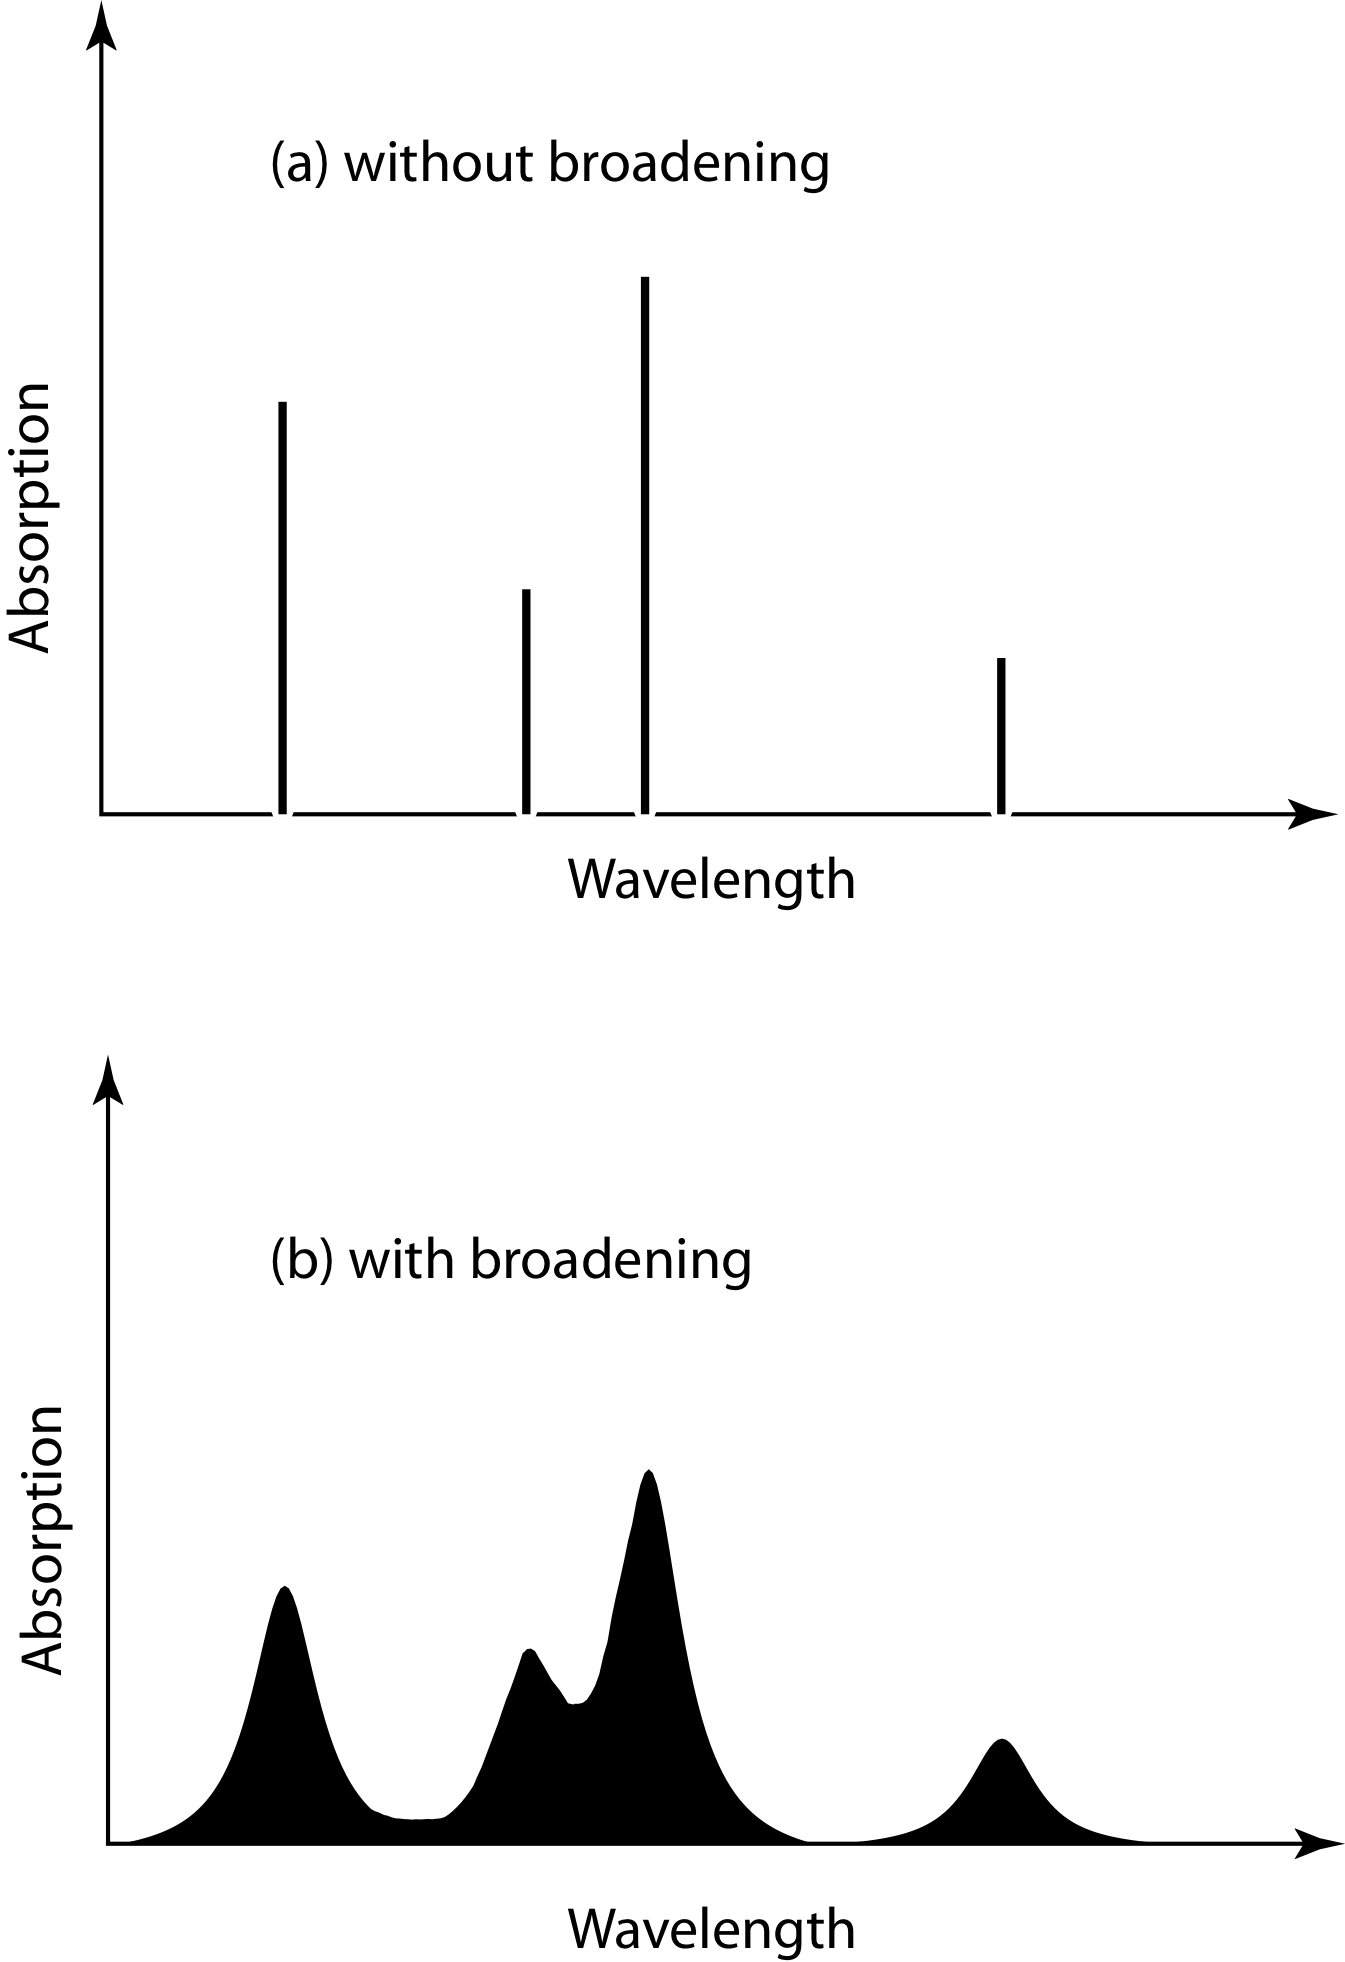 (a) without broadening
Absorption
Wavelength
(b) with broadening
Absorption
Wavelength